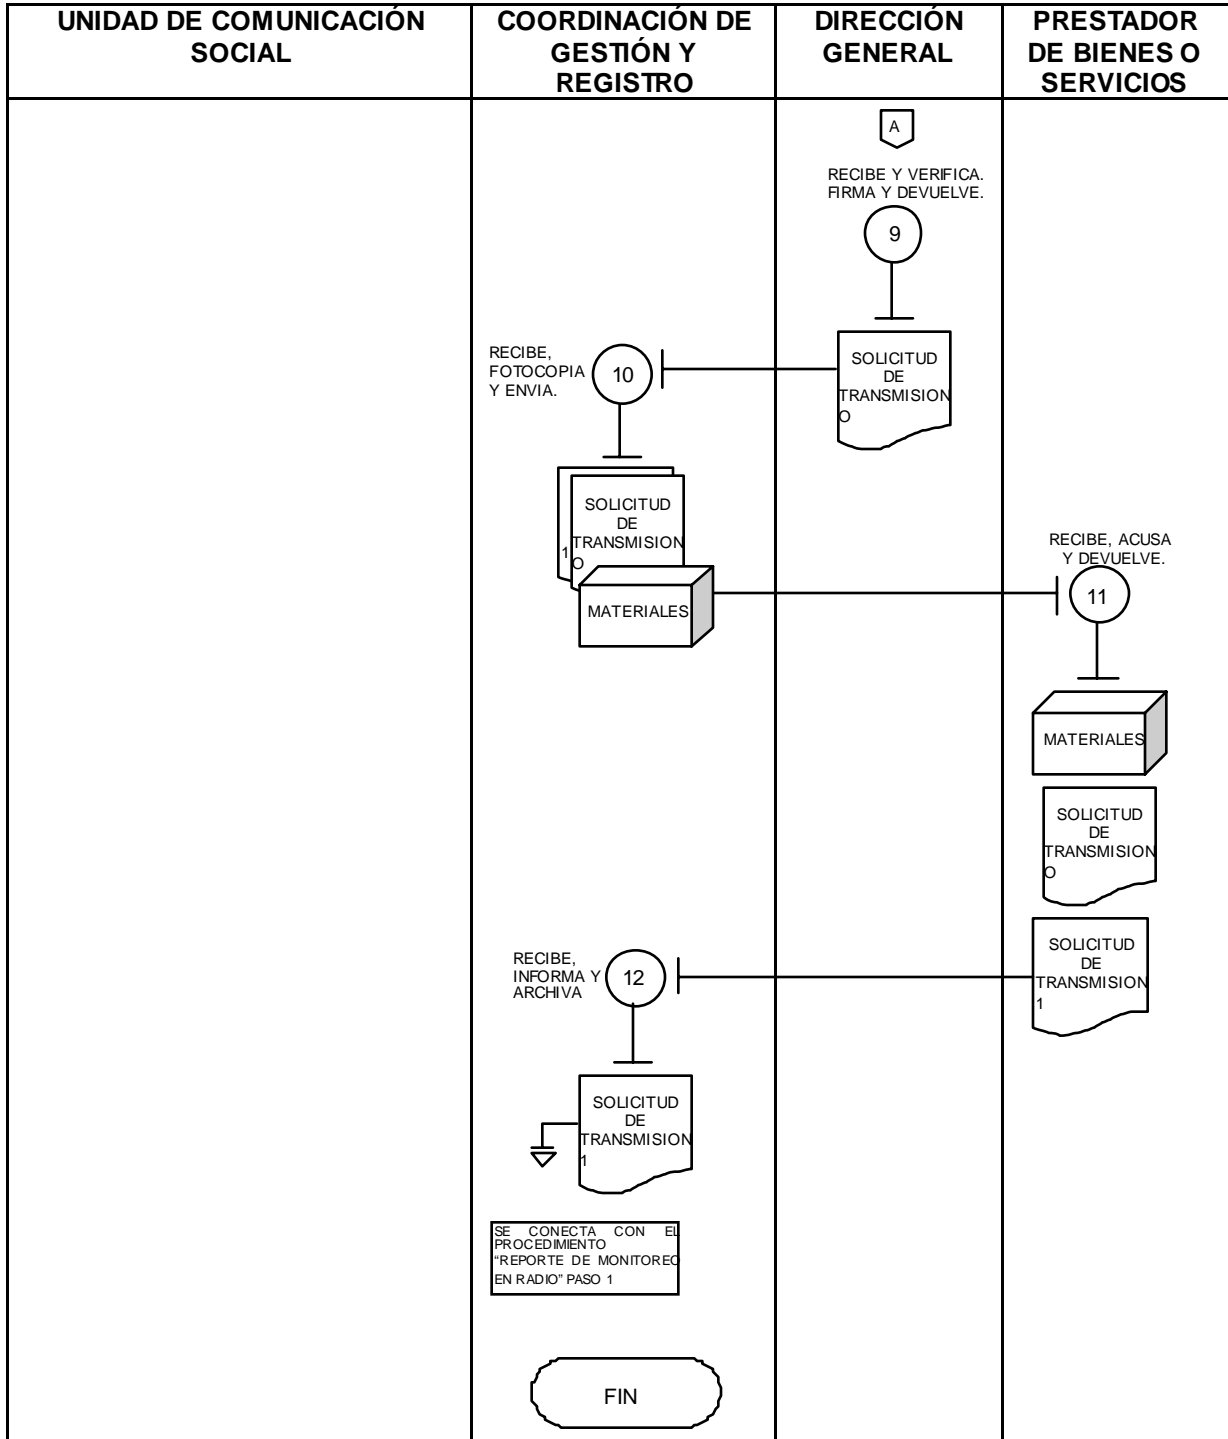 UNIDAD DE COMUNICACIÓN
SOCIAL
COORDINACIÓN DE
GESTIÓN Y
REGISTRO
DIRECCIÓN
GENERAL
PRESTADOR
DE BIENES O
SERVICIOS
A
RECIBE Y VERIFICA.
FIRMA Y DEVUELVE.
9
SOLICITUD
DE
TRANSMISION
O
RECIBE,
FOTOCOPIA
Y ENVIA.
10
SOLICITUD
DE
TRANSMISION
O
1
MATERIALES
RECIBE, ACUSA
Y DEVUELVE.
11
MATERIALES
SOLICITUD
DE
TRANSMISION
O
SOLICITUD
DE
TRANSMISION
1
RECIBE,
INFORMA Y
ARCHIVA
12
SOLICITUD
DE
TRANSMISION
1
SE CONECTA CON EL
PROCEDIMIENTO
“REPORTE DE MONITOREO
EN RADIO” PASO 1
FIN